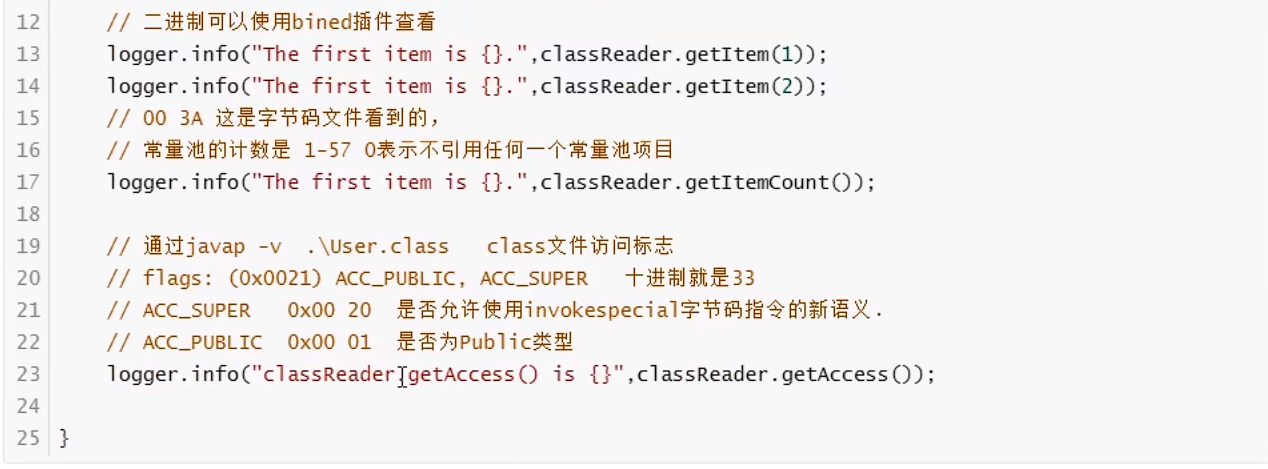 12 // 二进制可以使用bined插件查看
13 logger.info("The first item is {}.",classReader.getItem(1));
14 logger.info("The first item is {}.",classReader.getItem(2));
15 // 00 3A 这是字节码文件看到的,
16 // 常量池的计数是 1-57 0表示不引用任何一个常量池项目
17 logger.info("The first item is {}.",classReader.getItemCount());
18
19 // 通过javap -v  .\User.class   class文件访问标志
20 // flags: (0x0021) ACC_PUBLIC, ACC_SUPER   十进制就是33
21 // ACC_SUPER   0x00 20  是否允许使用invokespecial字节码指令的新语义.
22 // ACC_PUBLIC  0x00 01  是否为Public类型
23 logger.info("classReader.getAccess() is {}",classReader.getAccess());
24
25 }